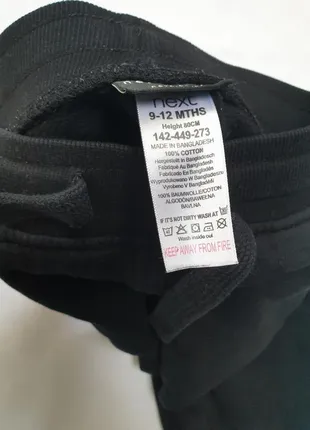 next
9-12 MTHS
Height 80CM
142-449-273
MADE IN BANGLADESH
100% COTTON
Hergestellt in Bangladesch
Fabriqué Au Bangladesh
Fabricado En Bangladesh
Wyprodukowano W Bangladeszu
Vyrobeno V Bangladéši
100% BAUMWOLLE/COTON
ALGODÓN/BAWEŁNA
BAVLNA
IF IT'S NOT DIRTY WASH AT
Wash inside out
KEEP AWAY FROM FIRE